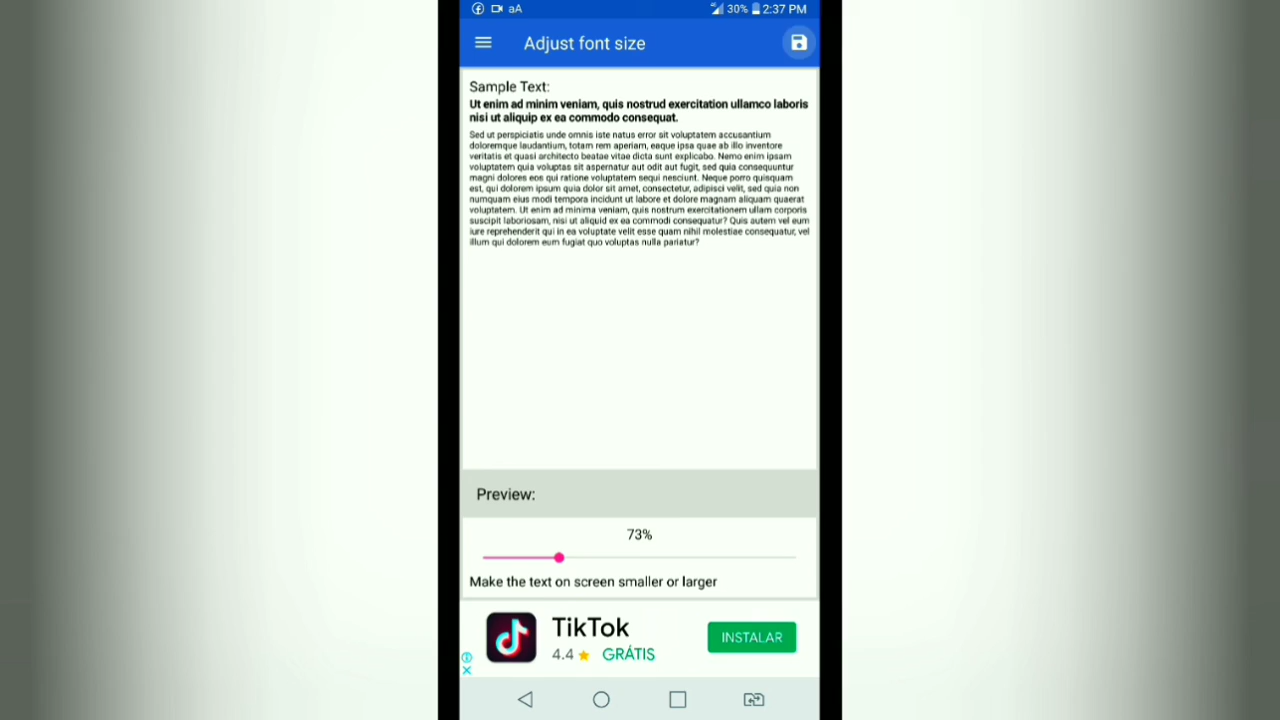 aA 30% 2:37 PM
Adjust font size
Sample Text:
Ut enim ad minim veniam, quis nostrud exercitation ullamco laboris
nisi ut aliquip ex ea commodo consequat.
Sed ut perspiciatis unde omnis iste natus error sit voluptatem accusantium
doloremque laudantium, totam rem aperiam, eaque ipsa quae ab illo inventore
veritatis et quasi architecto beatae vitae dicta sunt explicabo. Nemo enim ipsam
voluptatem quia voluptas sit aspernatur aut odit aut fugit, sed quia consequuntur
magni dolores eos qui ratione voluptatem sequi nesciunt. Neque porro quisquam
est, qui dolorem ipsum quia dolor sit amet, consectetur, adipisci velit, sed quia non
numquam eius modi tempora incidunt ut labore et dolore magnam aliquam quaerat
voluptatem. Ut enim ad minima veniam, quis nostrum exercitationem ullam corporis
suscipit laboriosam, nisi ut aliquid ex ea commodi consequatur? Quis autem vel eum
iure reprehenderit qui in ea voluptate velit esse quam nihil molestiae consequatur, vel
illum qui dolorem eum fugiat quo voluptas nulla pariatur?
Preview:
73%
Make the text on screen smaller or larger
TikTok
4.4 ★ GRÁTIS
INSTALAR